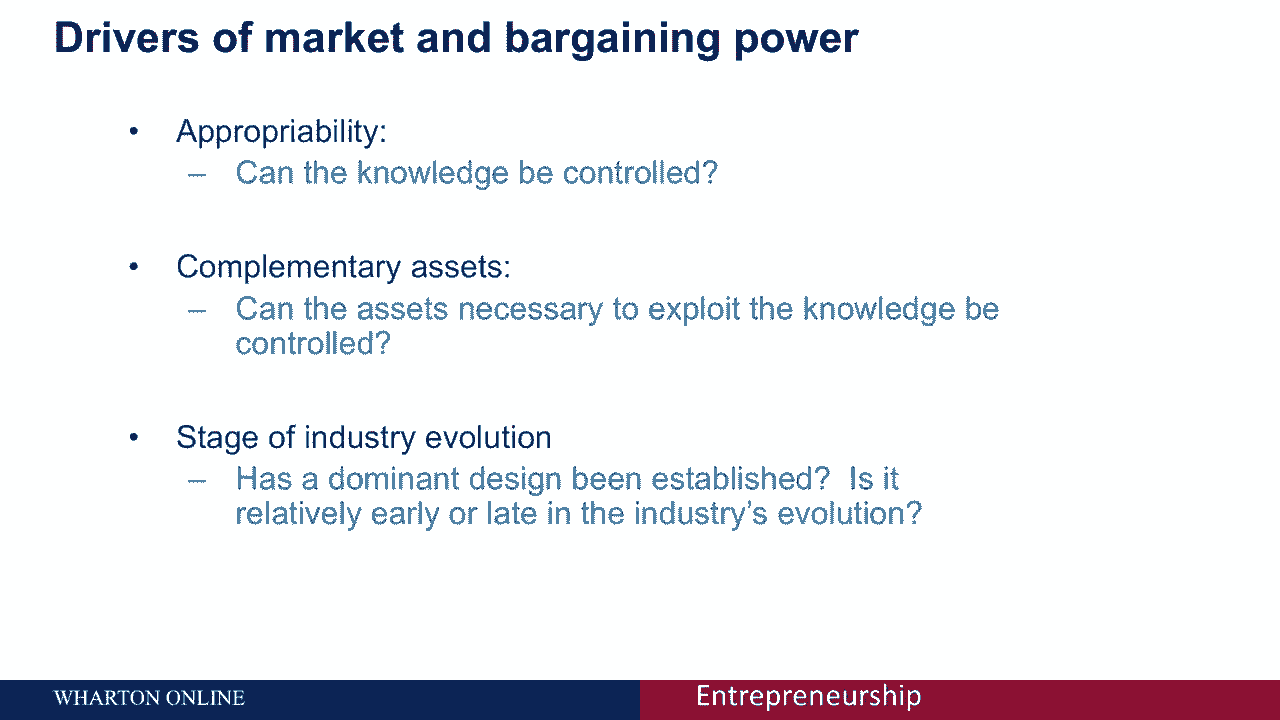 Drivers of market and bargaining power
• Appropriability:
– Can the knowledge be controlled?
• Complementary assets:
– Can the assets necessary to exploit the knowledge be
controlled?
• Stage of industry evolution
– Has a dominant design been established?  Is it
relatively early or late in the industry’s evolution?
WHARTON ONLINE
Entrepreneurship